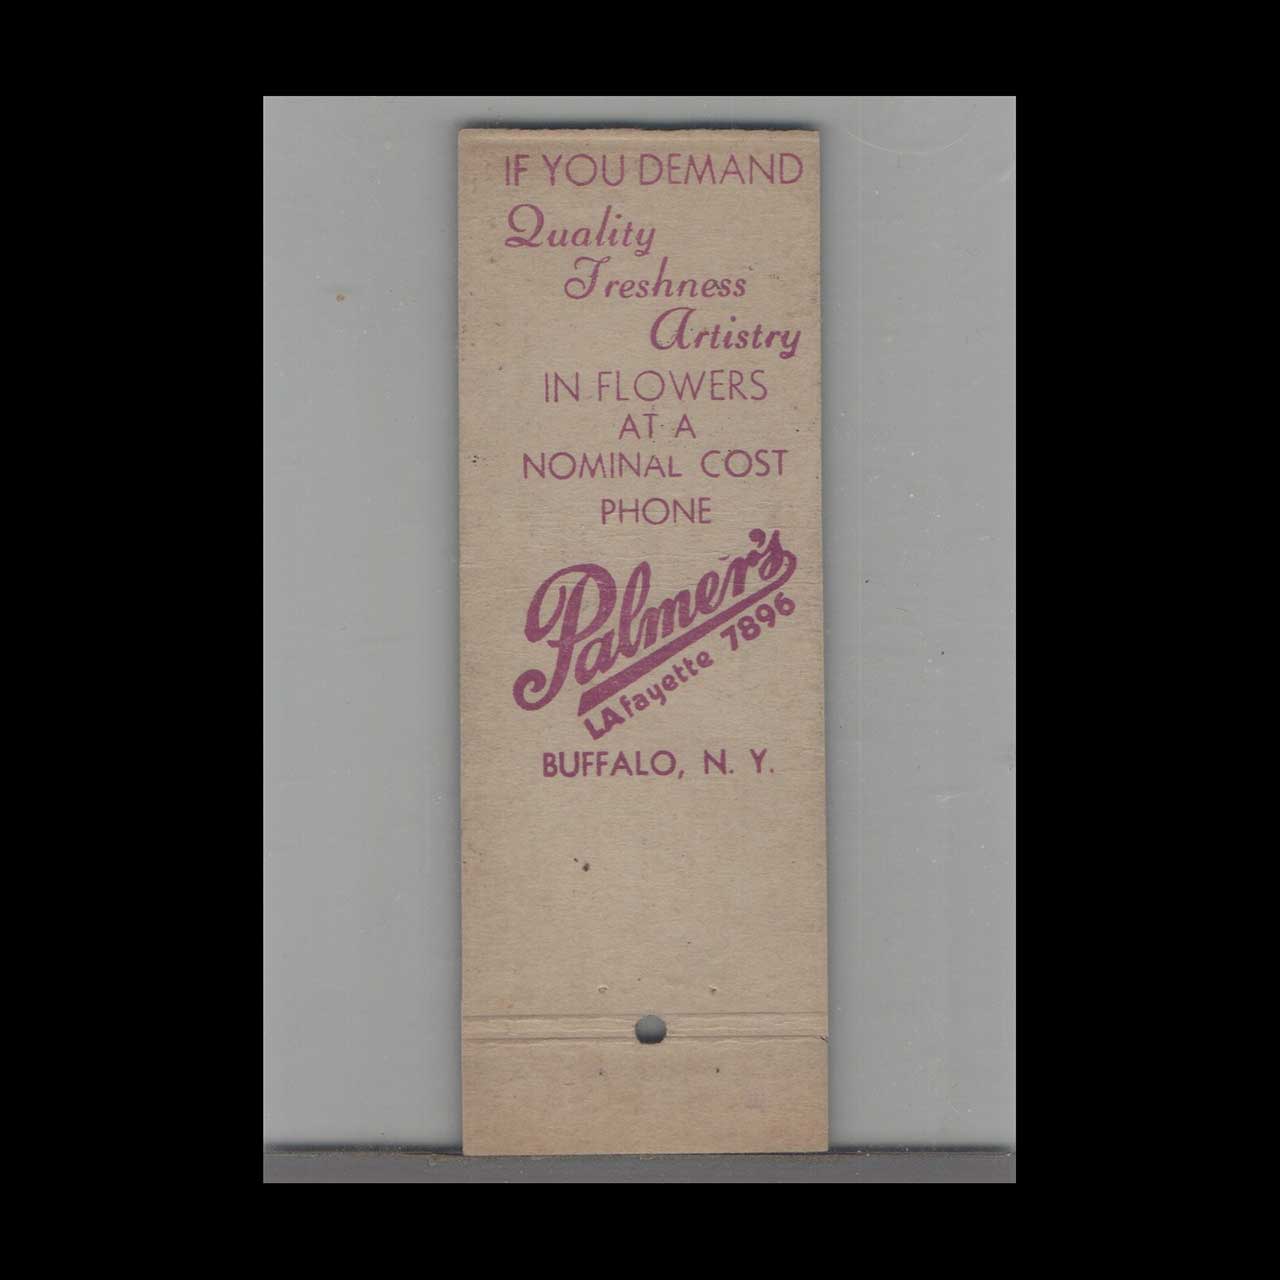 IF YOU DEMAND
Quality
Freshness
Artistry
IN FLOWERS
AT A
NOMINAL COST
PHONE
Palmer's
LAfayette 7896
BUFFALO, N. Y.